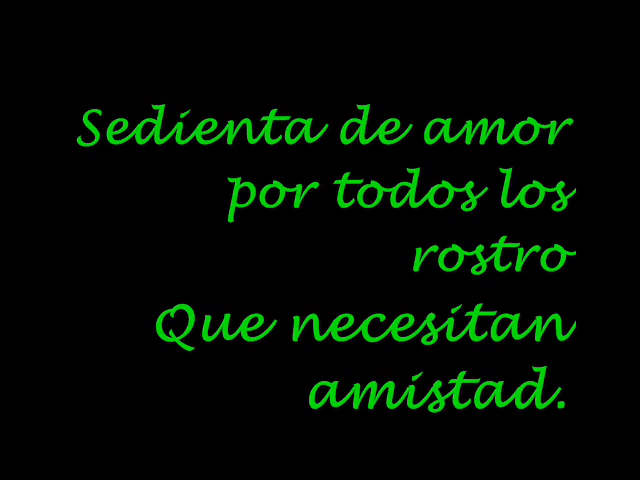 Sedienta de amor
por todos los
rostro
Que necesitan
amistad.